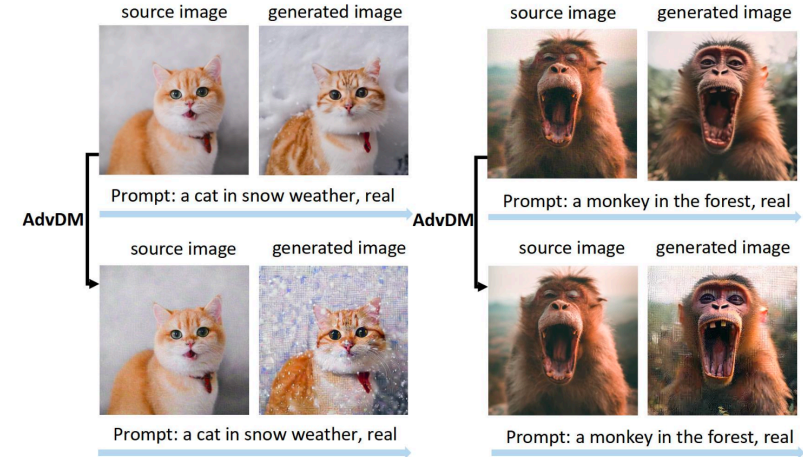 source image generated image
source image generated image
Prompt: a cat in snow weather, real
Prompt: a monkey in the forest, real
AdvDM
AdvDM
source image generated image
source image generated image
Prompt: a cat in snow weather, real
Prompt: a monkey in the forest, real